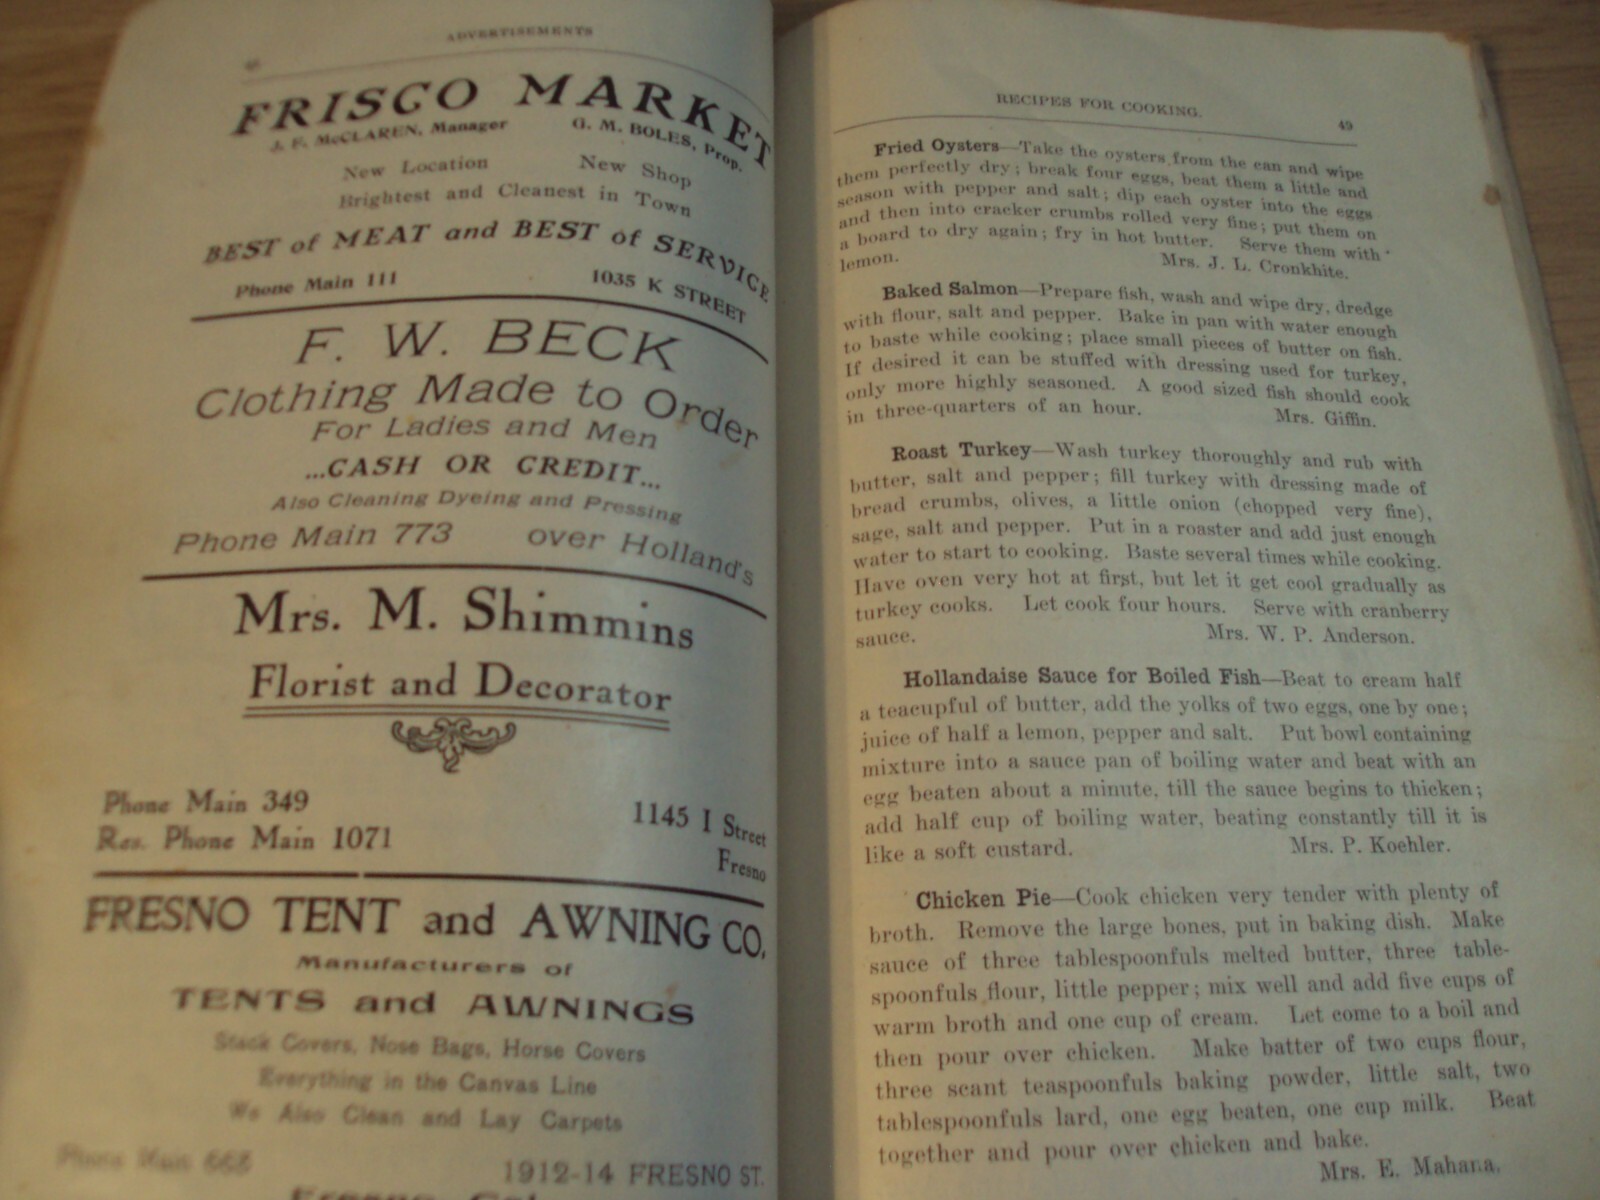 ADVERTISEMENTS
FRISCO MARKET
J. F. McCLAREN, Manager G. M. BOLES, Prop.
New Location New Shop
Brightest and Cleanest in Town
BEST of MEAT and BEST of SERVICE
Phone Main 111 1035 K STREET
F. W. BECK
Clothing Made to Order
For Ladies and Men
...CASH OR CREDIT...
Also Cleaning Dyeing and Pressing
Phone Main 773 over Holland's
Mrs. M. Shimmins
Florist and Decorator
Phone Main 349 1145 I Street
Res. Phone Main 1071 Fresno
FRESNO TENT and AWNING CO.
Manufacturers of
TENTS and AWNINGS
Stack Covers, Nose Bags, Horse Covers
Everything in the Canvas Line
We Also Clean and Lay Carpets
Phone Main 1912-14 FRESNO ST.
RECIPES FOR COOKING. 49
Fried Oysters—Take the oysters from the can and wipe
them perfectly dry; break four eggs, beat them a little and
season with pepper and salt; dip each oyster into the eggs
and then into cracker crumbs rolled very fine; put them on
a board to dry again; fry in hot butter. Serve them with
lemon. Mrs. J. L. Cronkhite.
Baked Salmon—Prepare fish, wash and wipe dry, dredge
with flour, salt and pepper. Bake in pan with water enough
to baste while cooking; place small pieces of butter on fish.
If desired it can be stuffed with dressing used for turkey,
only more highly seasoned. A good sized fish should cook
in three-quarters of an hour. Mrs. Giffin.
Roast Turkey—Wash turkey thoroughly and rub with
butter, salt and pepper; fill turkey with dressing made of
bread crumbs, olives, a little onion (chopped very fine),
sage, salt and pepper. Put in a roaster and add just enough
water to start to cooking. Baste several times while cooking.
Have oven very hot at first, but let it get cool gradually as
turkey cooks. Let cook four hours. Serve with cranberry
sauce. Mrs. W. P. Anderson.
Hollandaise Sauce for Boiled Fish—Beat to cream half
a teacupful of butter, add the yolks of two eggs, one by one;
juice of half a lemon, pepper and salt. Put bowl containing
mixture into a sauce pan of boiling water and beat with an
egg beaten about a minute, till the sauce begins to thicken;
add half cup of boiling water, beating constantly till it is
like a soft custard. Mrs. P. Koehler.
Chicken Pie—Cook chicken very tender with plenty of
broth. Remove the large bones, put in baking dish. Make
sauce of three tablespoonfuls melted butter, three table-
spoonfuls flour, little pepper; mix well and add five cups of
warm broth and one cup of cream. Let come to a boil and
then pour over chicken. Make batter of two cups flour,
three scant teaspoonfuls baking powder, little salt, two
tablespoonfuls lard, one egg beaten, one cup milk. Beat
together and pour over chicken and bake.
Mrs. E. Mahana.